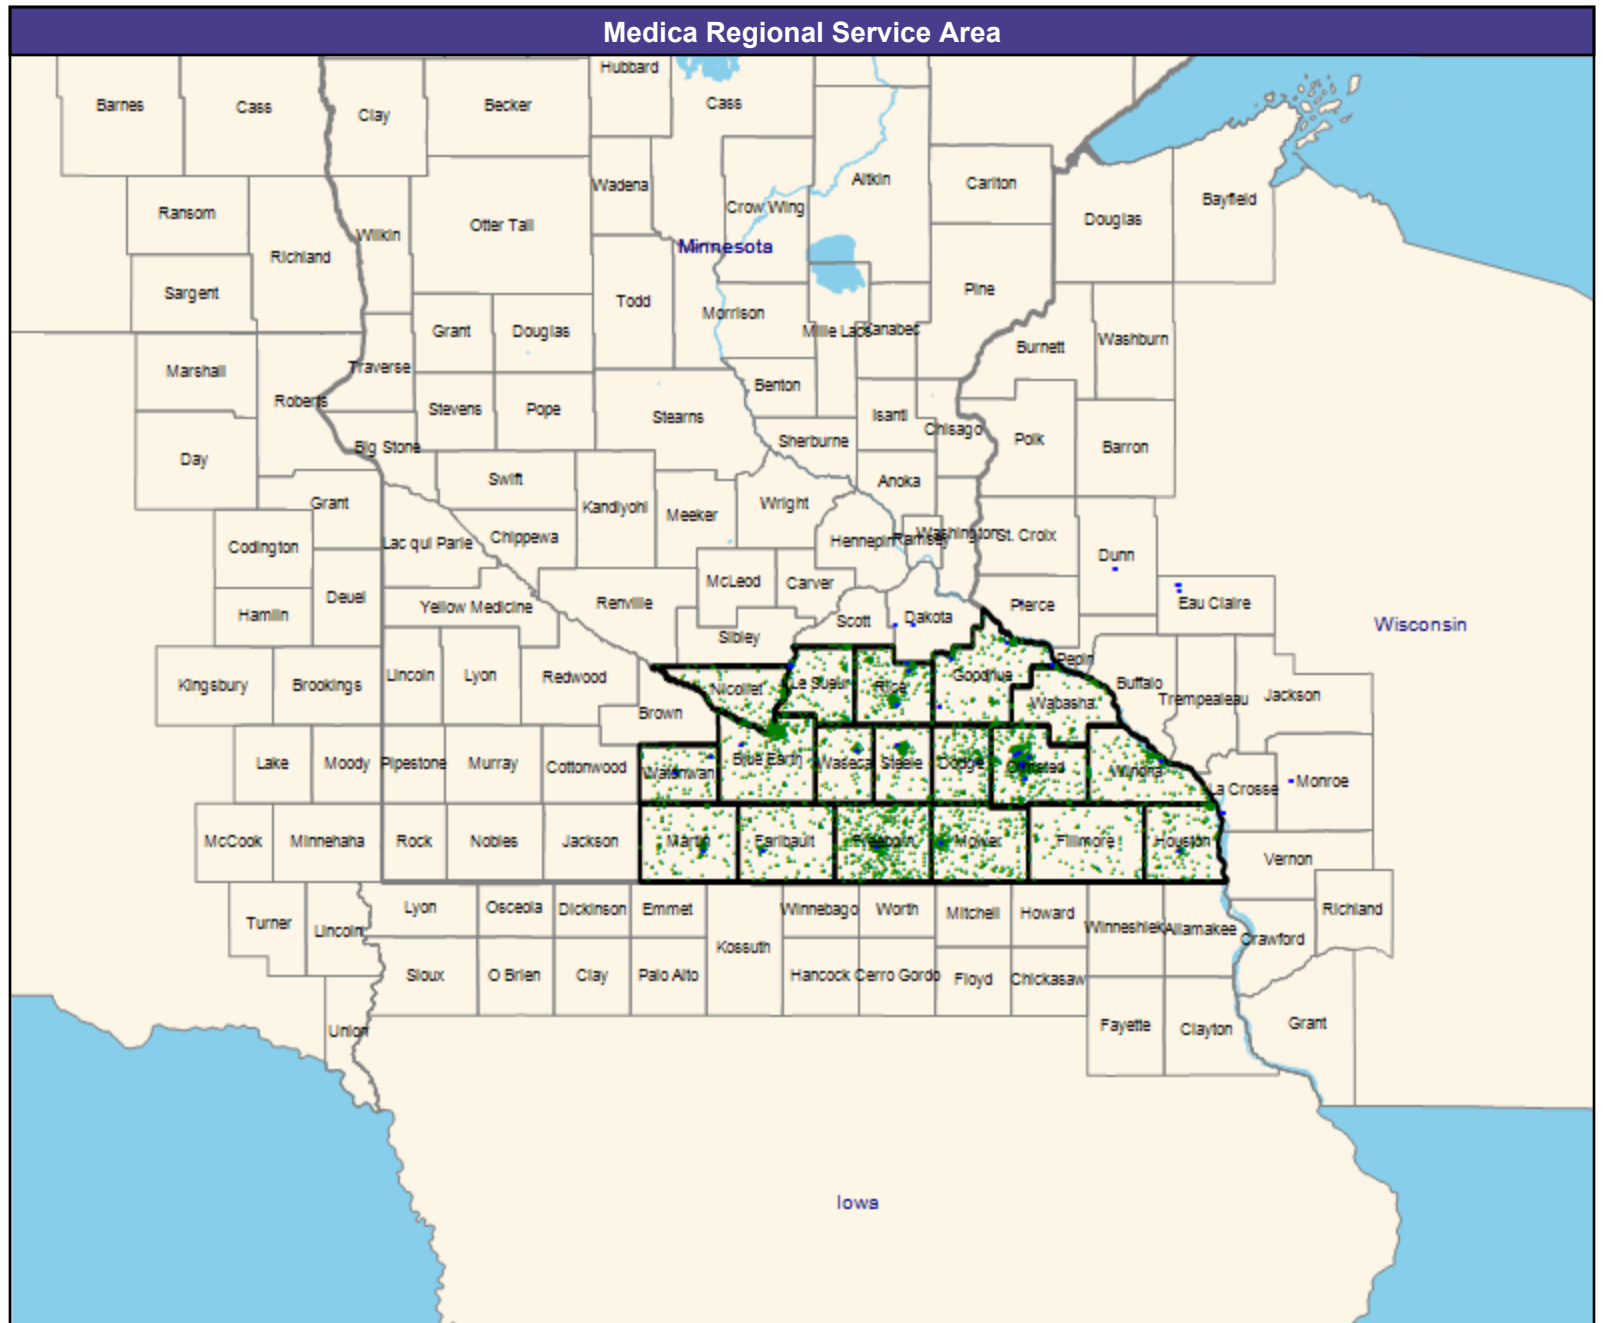 Medica Regional Service Area
Hubbard
Barnes
Cass
Clay
Becker
Cass
Wadena
Aitkin
Carlton
Ransom
Crow Wing
Bayfield
Otter Tail
Douglas
Wilkin
Minnesota
Richland
Sargent
Todd
Pine
Morrison
Grant
Douglas
Mille Lacs
Kanabec
Washburn
Burnett
Marshall
Traverse
Benton
Roberts
Stevens
Pope
Stearns
Isanti
Chisago
Big Stone
Sherburne
Polk
Barron
Day
Swift
Anoka
Grant
Kandiyohi
Meeker
Wright
Codington
Lac qui Parle
Chippewa
Hennepin
Ramsey
Washington
St. Croix
Dunn
McLeod
Carver
Deuel
Yellow Medicine
Renville
Pierce
Eau Claire
Hamlin
Scott
Dakota
Wisconsin
Sibley
Pepin
Kingsbury
Brookings
Lincoln
Lyon
Redwood
Nicollet
Le Sueur
Rice
Goodhue
Buffalo
Trempealeau
Jackson
Brown
Wabasha
Lake
Moody
Pipestone
Murray
Cottonwood
Watonwan
Blue Earth
Waseca
Steele
Dodge
Olmsted
Winona
La Crosse
Monroe
McCook
Minnehaha
Rock
Nobles
Jackson
Martin
Faribault
Freeborn
Mower
Fillmore
Houston
Vernon
Turner
Lincoln
Lyon
Osceola
Dickinson
Emmet
Winnebago
Worth
Mitchell
Howard
Winneshiek
Allamakee
Crawford
Richland
Kossuth
Sioux
O Brien
Clay
Palo Alto
Hancock
Cerro Gordo
Floyd
Chickasaw
Union
Fayette
Clayton
Grant
Iowa